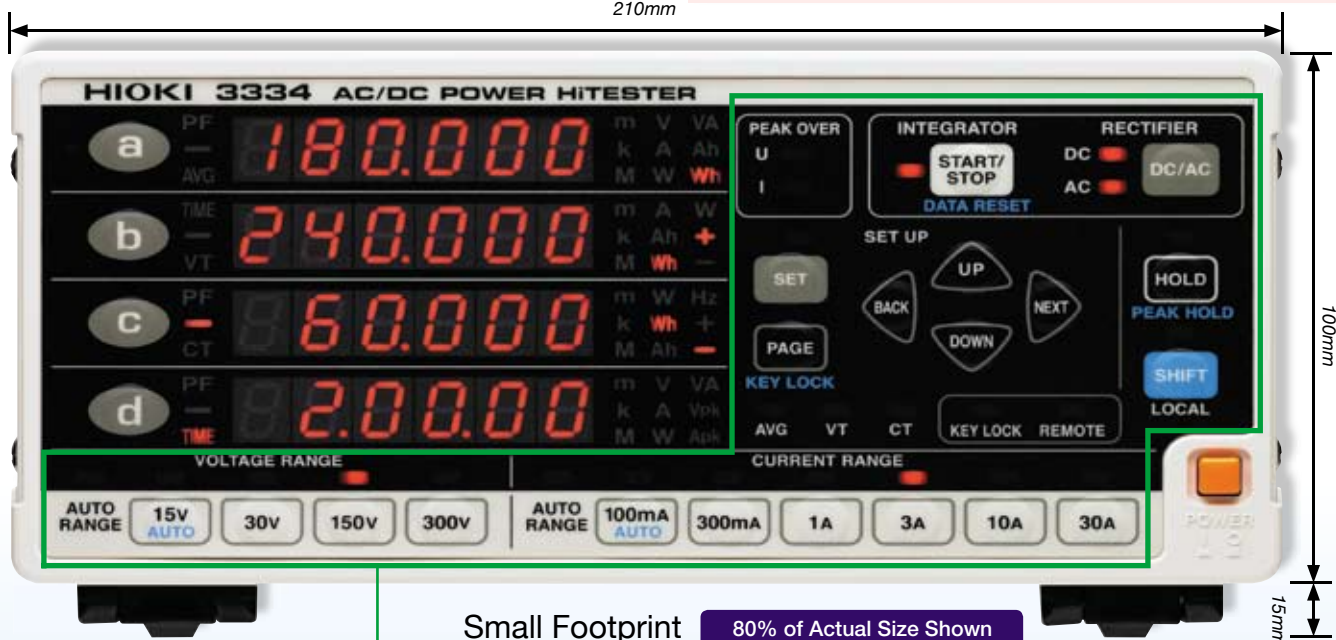 210mm
HIOKI 3334 AC/DC POWER HiTESTER
a
PF
AVG
180.000
m V VA
k A Ah
M W Wh
b
TIME
VT
240.000
m A W
k Ah +
M Wh –
c
PF
–
CT
60.000
m W Hz
k Wh +
M Ah –
d
PF
–
TIME
2.0000
m V VA
k A Vpk
M W Apk
PEAK OVER
U
I
INTEGRATOR
START/
STOP
DATA RESET
RECTIFIER
DC
AC
DC/AC
SET UP
SET
UP
BACK
NEXT
DOWN
PAGE
KEY LOCK
HOLD
PEAK HOLD
SHIFT
LOCAL
AVG VT CT KEY LOCK REMOTE
VOLTAGE RANGE
CURRENT RANGE
AUTO
RANGE
15V
AUTO
30V 150V 300V
AUTO
RANGE
100mA
AUTO
300mA 1A 3A 10A 30A
POWER
100mm
15mm
Small Footprint
80% of Actual Size Shown